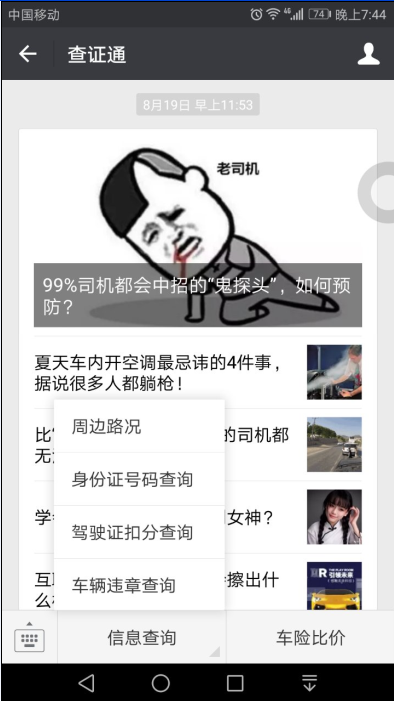 中国移动
4G 74 晚上7:44
查证通
8月19日 早上11:53
老司机
99%司机都会中招的“鬼探头”，如何预
防？
夏天车内开空调最忌讳的4件事，
据说很多人都躺枪！
比
的司机都
无
学
女神？
互
擦出什
么
周边路况
身份证号码查询
驾驶证扣分查询
车辆违章查询
R 引领未来
信息查询
车险比价